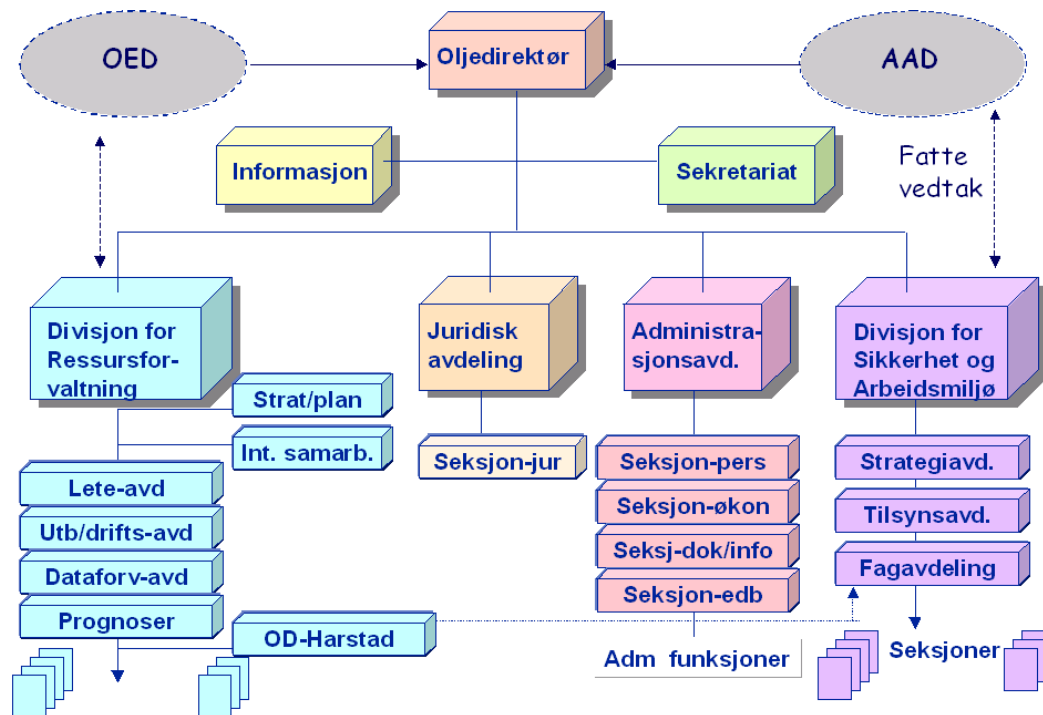 OED
Oljedirektør
AAD
Informasjon
Sekretariat
Fatte
vedtak
Divisjon for
Ressursfor-
valtning
Juridisk
avdeling
Administra-
sjonsavd.
Divisjon for
Sikkerhet og
Arbeidsmiljø
Strat/plan
Int. samarb.
Lete-avd
Utb/drifts-avd
Dataforv-avd
Prognoser
OD-Harstad
Seksjon-jur
Seksjon-pers
Seksjon-økon
Seksj-dok/info
Seksjon-edb
Adm funksjoner
Strategiavd.
Tilsynsavd.
Fagavdeling
Seksjoner